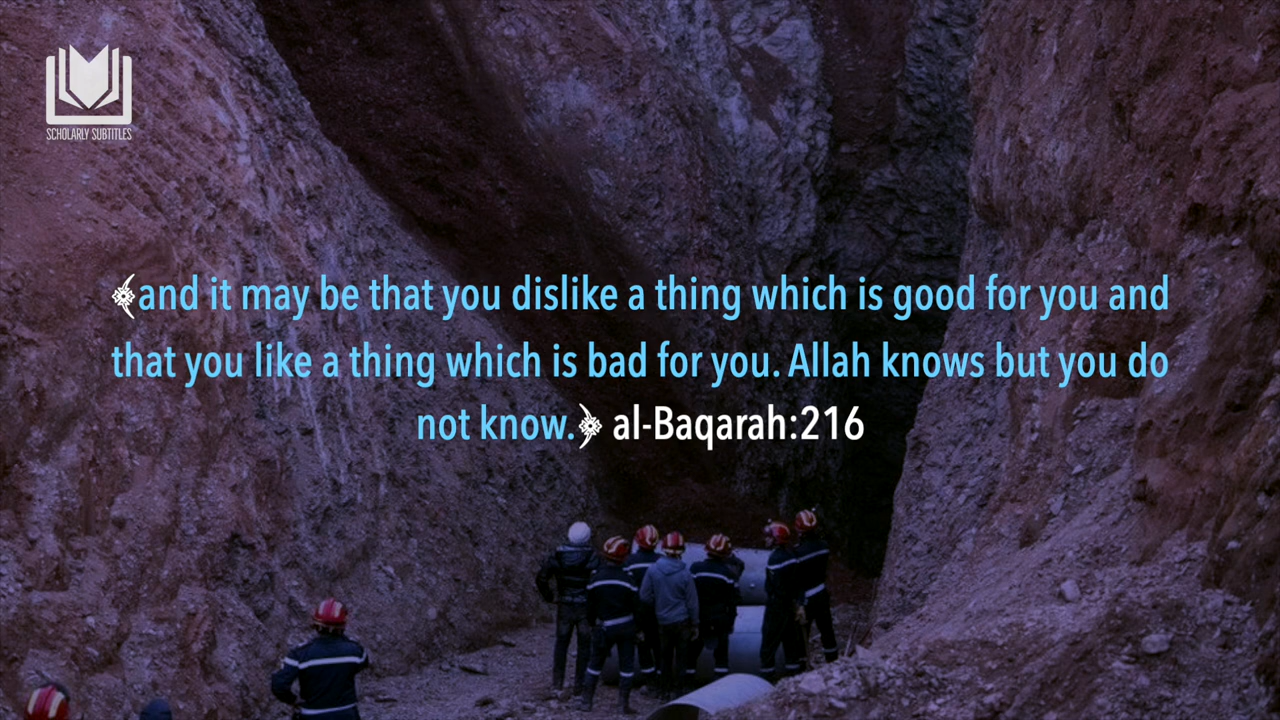 SCHOLARLY SUBTITLES
﴾and it may be that you dislike a thing which is good for you and
that you like a thing which is bad for you. Allah knows but you do
not know.﴿ al-Baqarah:216